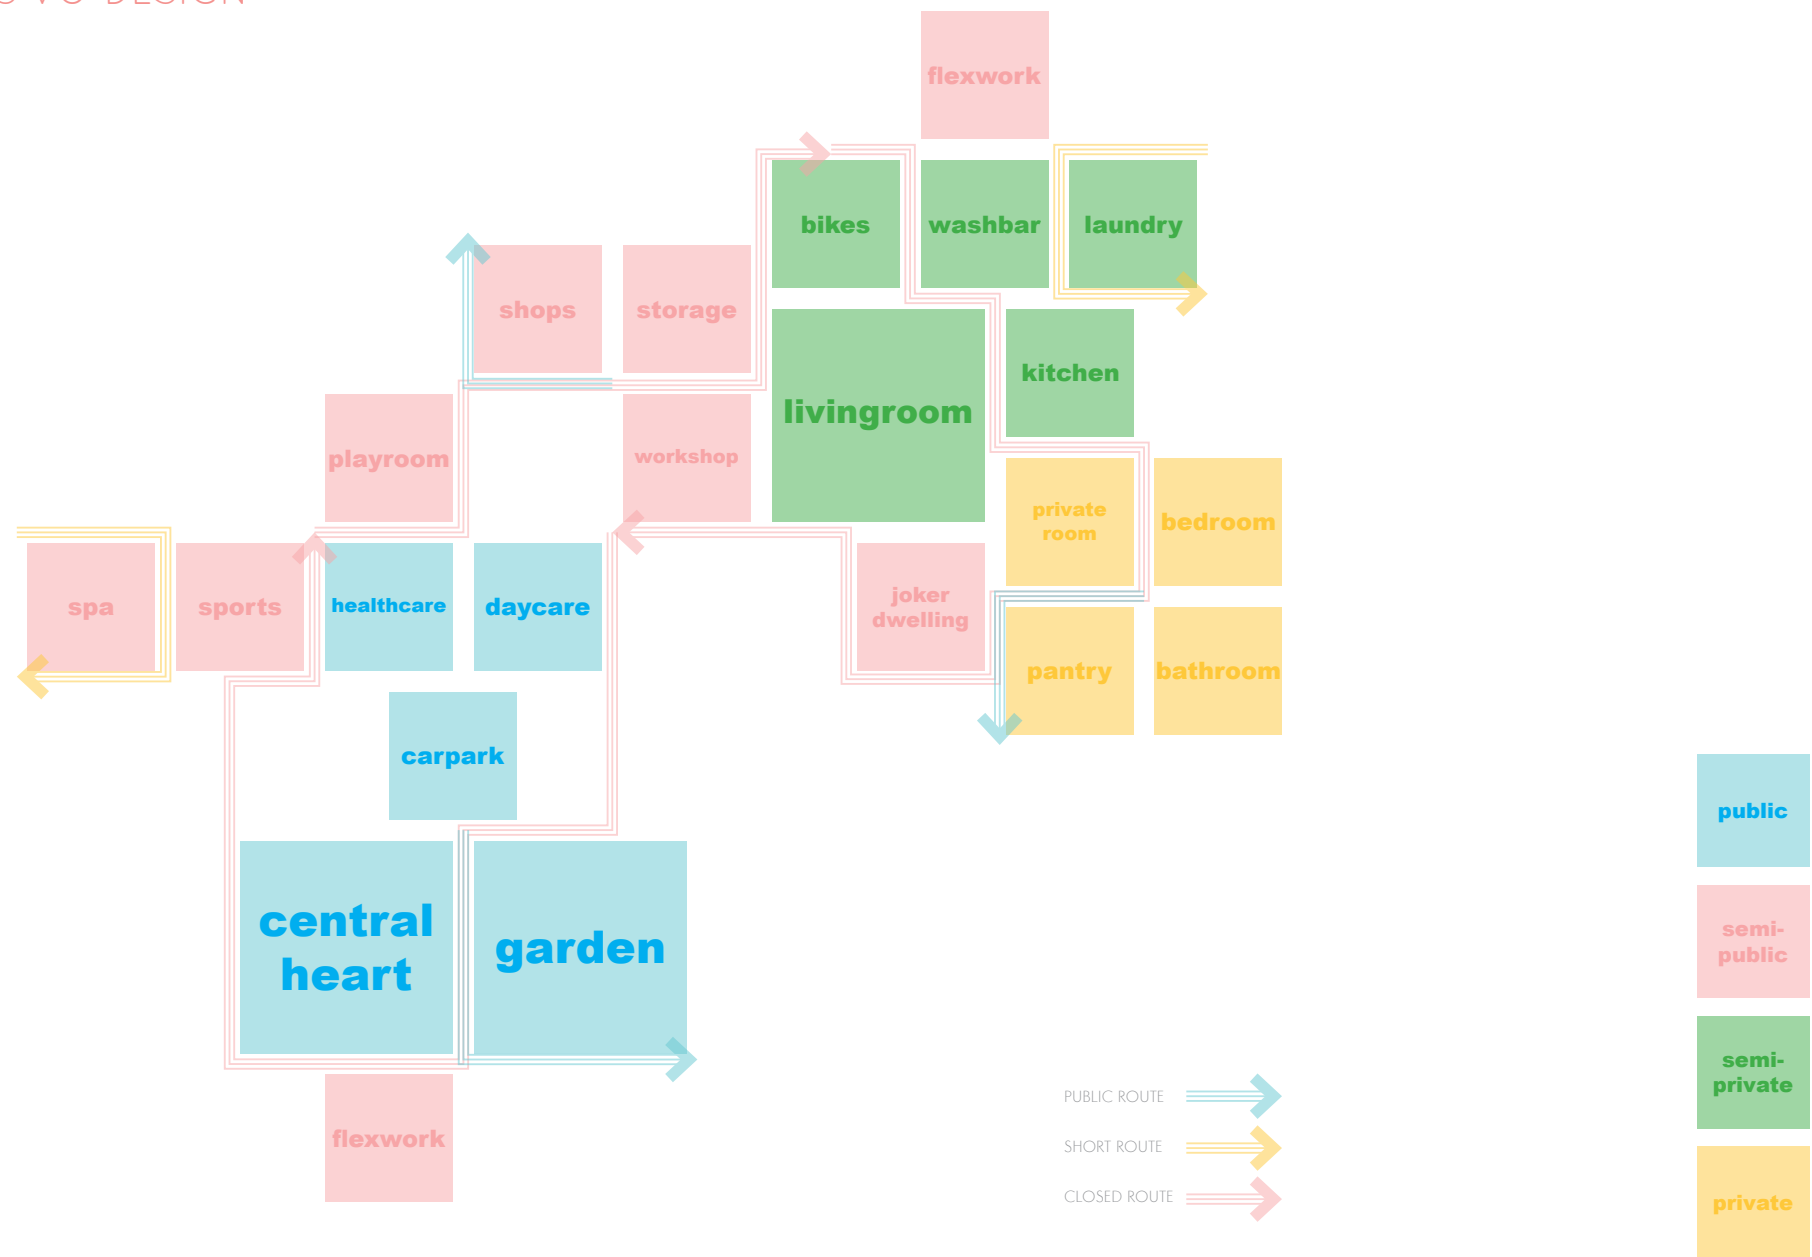 DESIGN
flexwork
bikes
washbar
laundry
shops
storage
kitchen
livingroom
playroom
workshop
private
room
bedroom
spa
sports
healthcare
daycare
joker
dwelling
pantry
bathroom
carpark
public
central
heart
garden
semi-
public
semi-
private
PUBLIC ROUTE
flexwork
SHORT ROUTE
CLOSED ROUTE
private